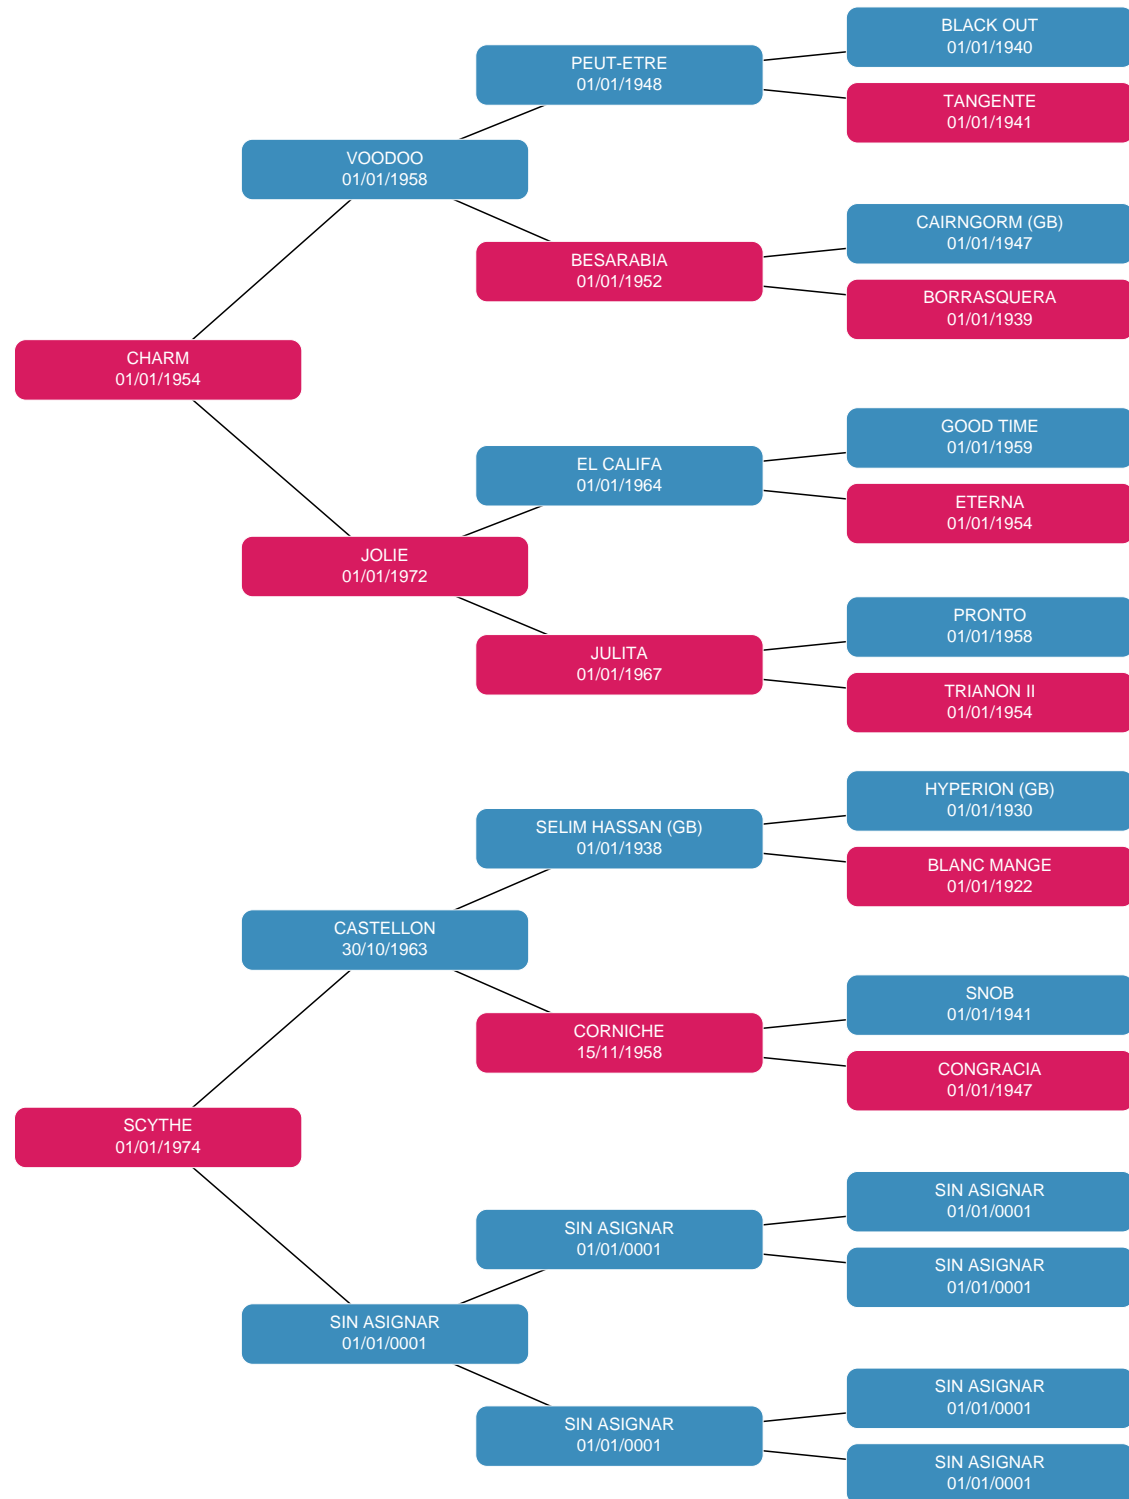 BLACK OUT
01/01/1940
PEUT-ETRE
01/01/1948
TANGENTE
01/01/1941
VOODOO
01/01/1958
CAIRNGORM (GB)
01/01/1947
BESARABIA
01/01/1952
BORRASQUERA
01/01/1939
CHARM
01/01/1954
GOOD TIME
01/01/1959
EL CALIFA
01/01/1964
ETERNA
01/01/1954
JOLIE
01/01/1972
PRONTO
01/01/1958
JULITA
01/01/1967
TRIANON II
01/01/1954
HYPERION (GB)
01/01/1930
SELIM HASSAN (GB)
01/01/1938
BLANC MANGE
01/01/1922
CASTELLON
30/10/1963
SNOB
01/01/1941
CORNICHE
15/11/1958
CONGRACIA
01/01/1947
SCYTHE
01/01/1974
SIN ASIGNAR
01/01/0001
SIN ASIGNAR
01/01/0001
SIN ASIGNAR
01/01/0001
SIN ASIGNAR
01/01/0001
SIN ASIGNAR
01/01/0001
SIN ASIGNAR
01/01/0001
SIN ASIGNAR
01/01/0001